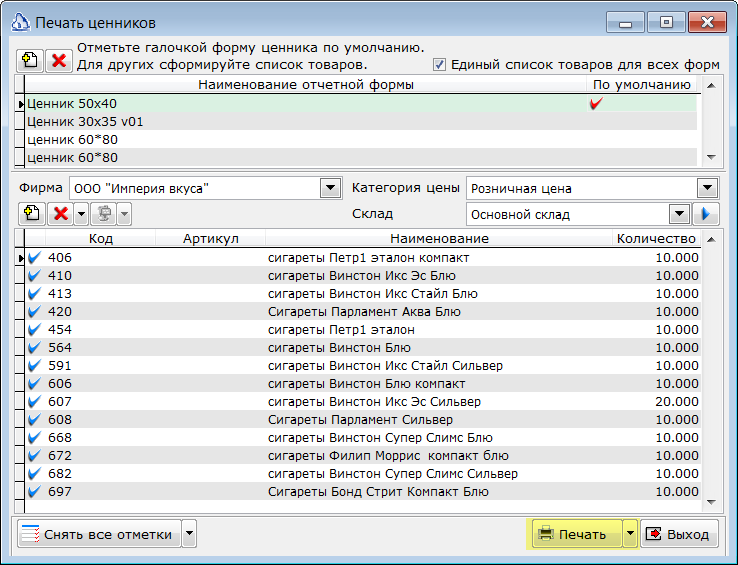 Печать ценников
Отметьте галочкой форму ценника по умолчанию.
Для других сформируйте список товаров.
Единый список товаров для всех форм
Наименование отчетной формы По умолчанию
Ценник 50x40
Ценник 30x35 v01
ценник 60*80
ценник 60*80
Фирма ООО "Империя вкуса" Категория цены Розничная цена
Склад Основной склад
Код Артикул Наименование Количество
406 сигареты Петр1 эталон компакт 10.000
410 сигареты Винстон Икс Эс Блю 10.000
413 сигареты Винстон Икс Стайл Блю 10.000
420 Сигареты Парламент Аква Блю 10.000
454 сигареты Петр1 эталон 10.000
564 сигареты Винстон Блю 10.000
591 сигареты Винстон Икс Стайл Сильвер 10.000
606 сигареты Винстон Блю компакт 10.000
607 сигареты Винстон Икс Эс Сильвер 20.000
608 Сигареты Парламент Сильвер 10.000
668 сигареты Винстон Супер Слимс Блю 10.000
672 сигареты Филип Моррис компакт блю 10.000
682 сигареты Винстон Супер Слимс Сильвер 10.000
697 Сигареты Бонд Стрит Компакт Блю 10.000
Снять все отметки Печать Выход